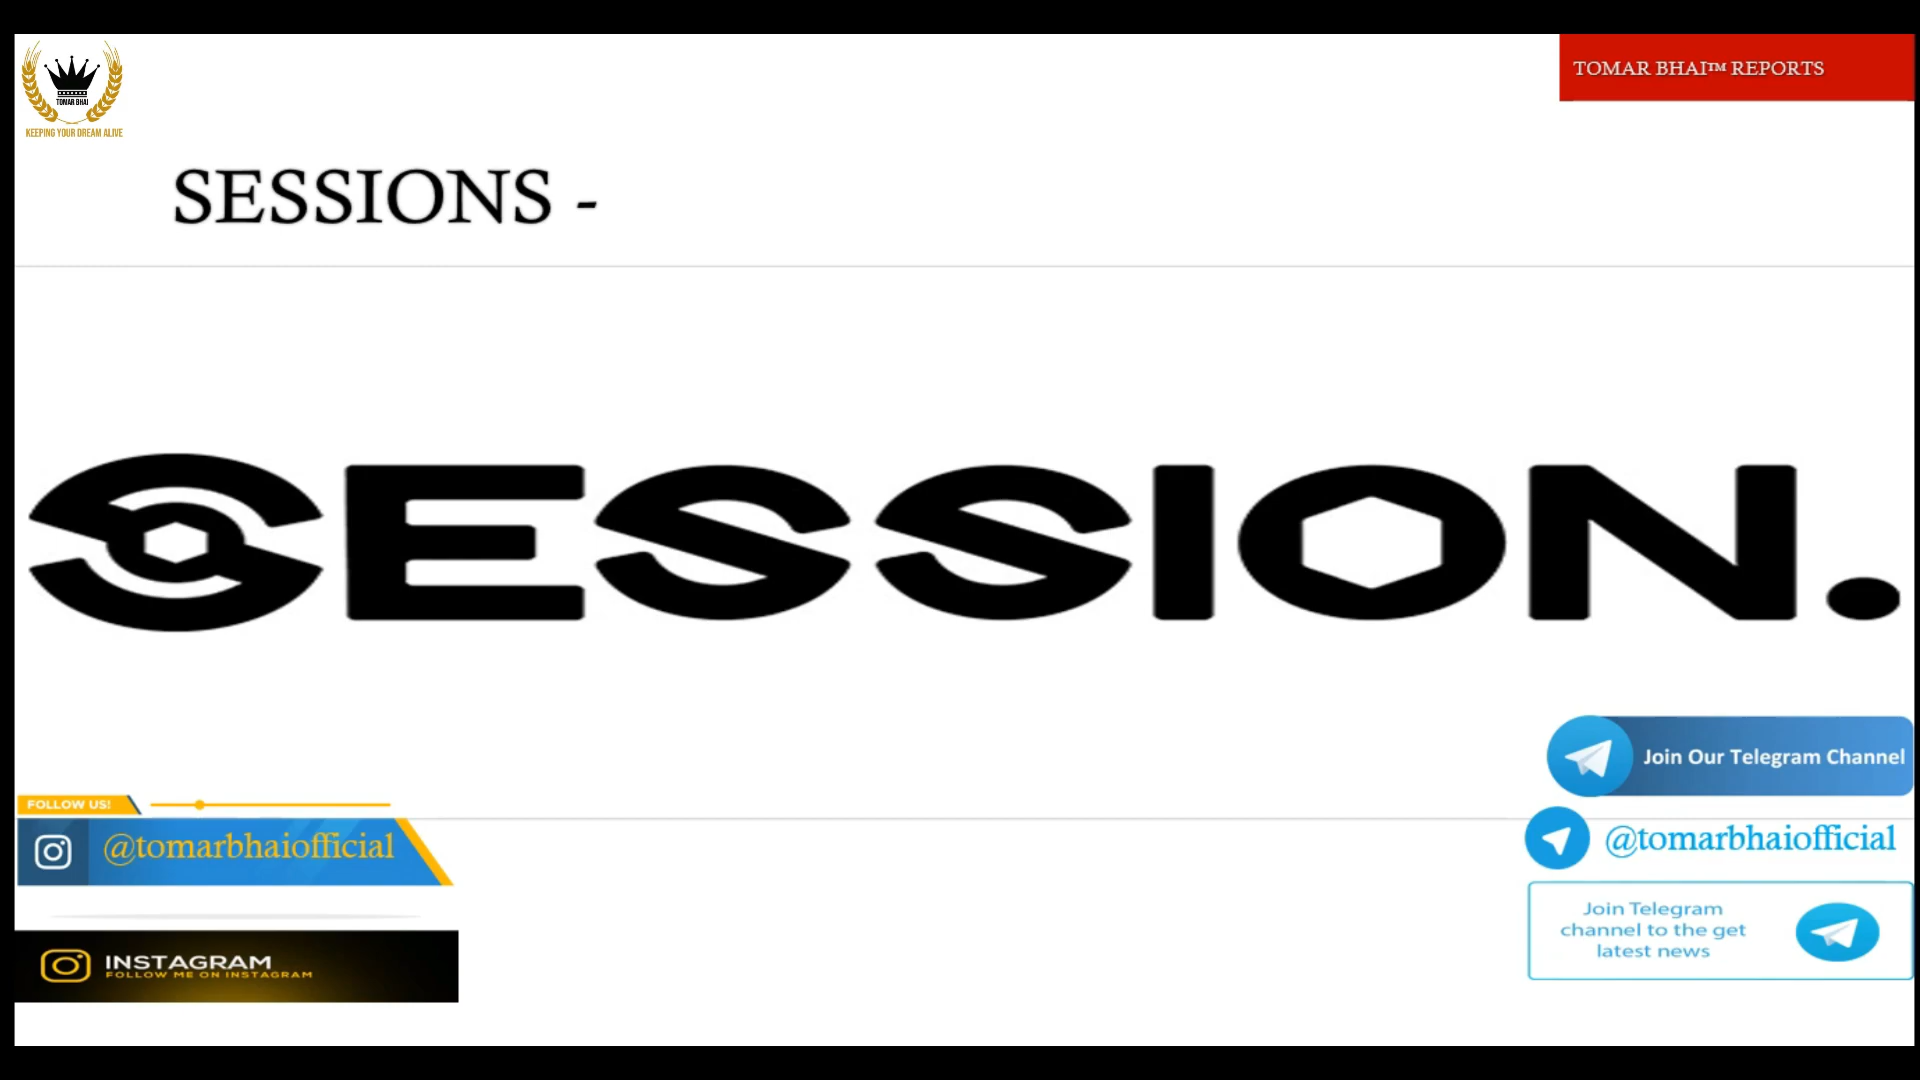 TOMAR BHAI
KEEPING YOUR DREAM ALIVE
TOMAR BHAI™ REPORTS
SESSIONS -
SESSION.
Join Our Telegram Channel
FOLLOW US!
@tomarbhaiofficial
@tomarbhaiofficial
Join Telegram
channel to the get
latest news
INSTAGRAM
FOLLOW ME ON INSTAGRAM